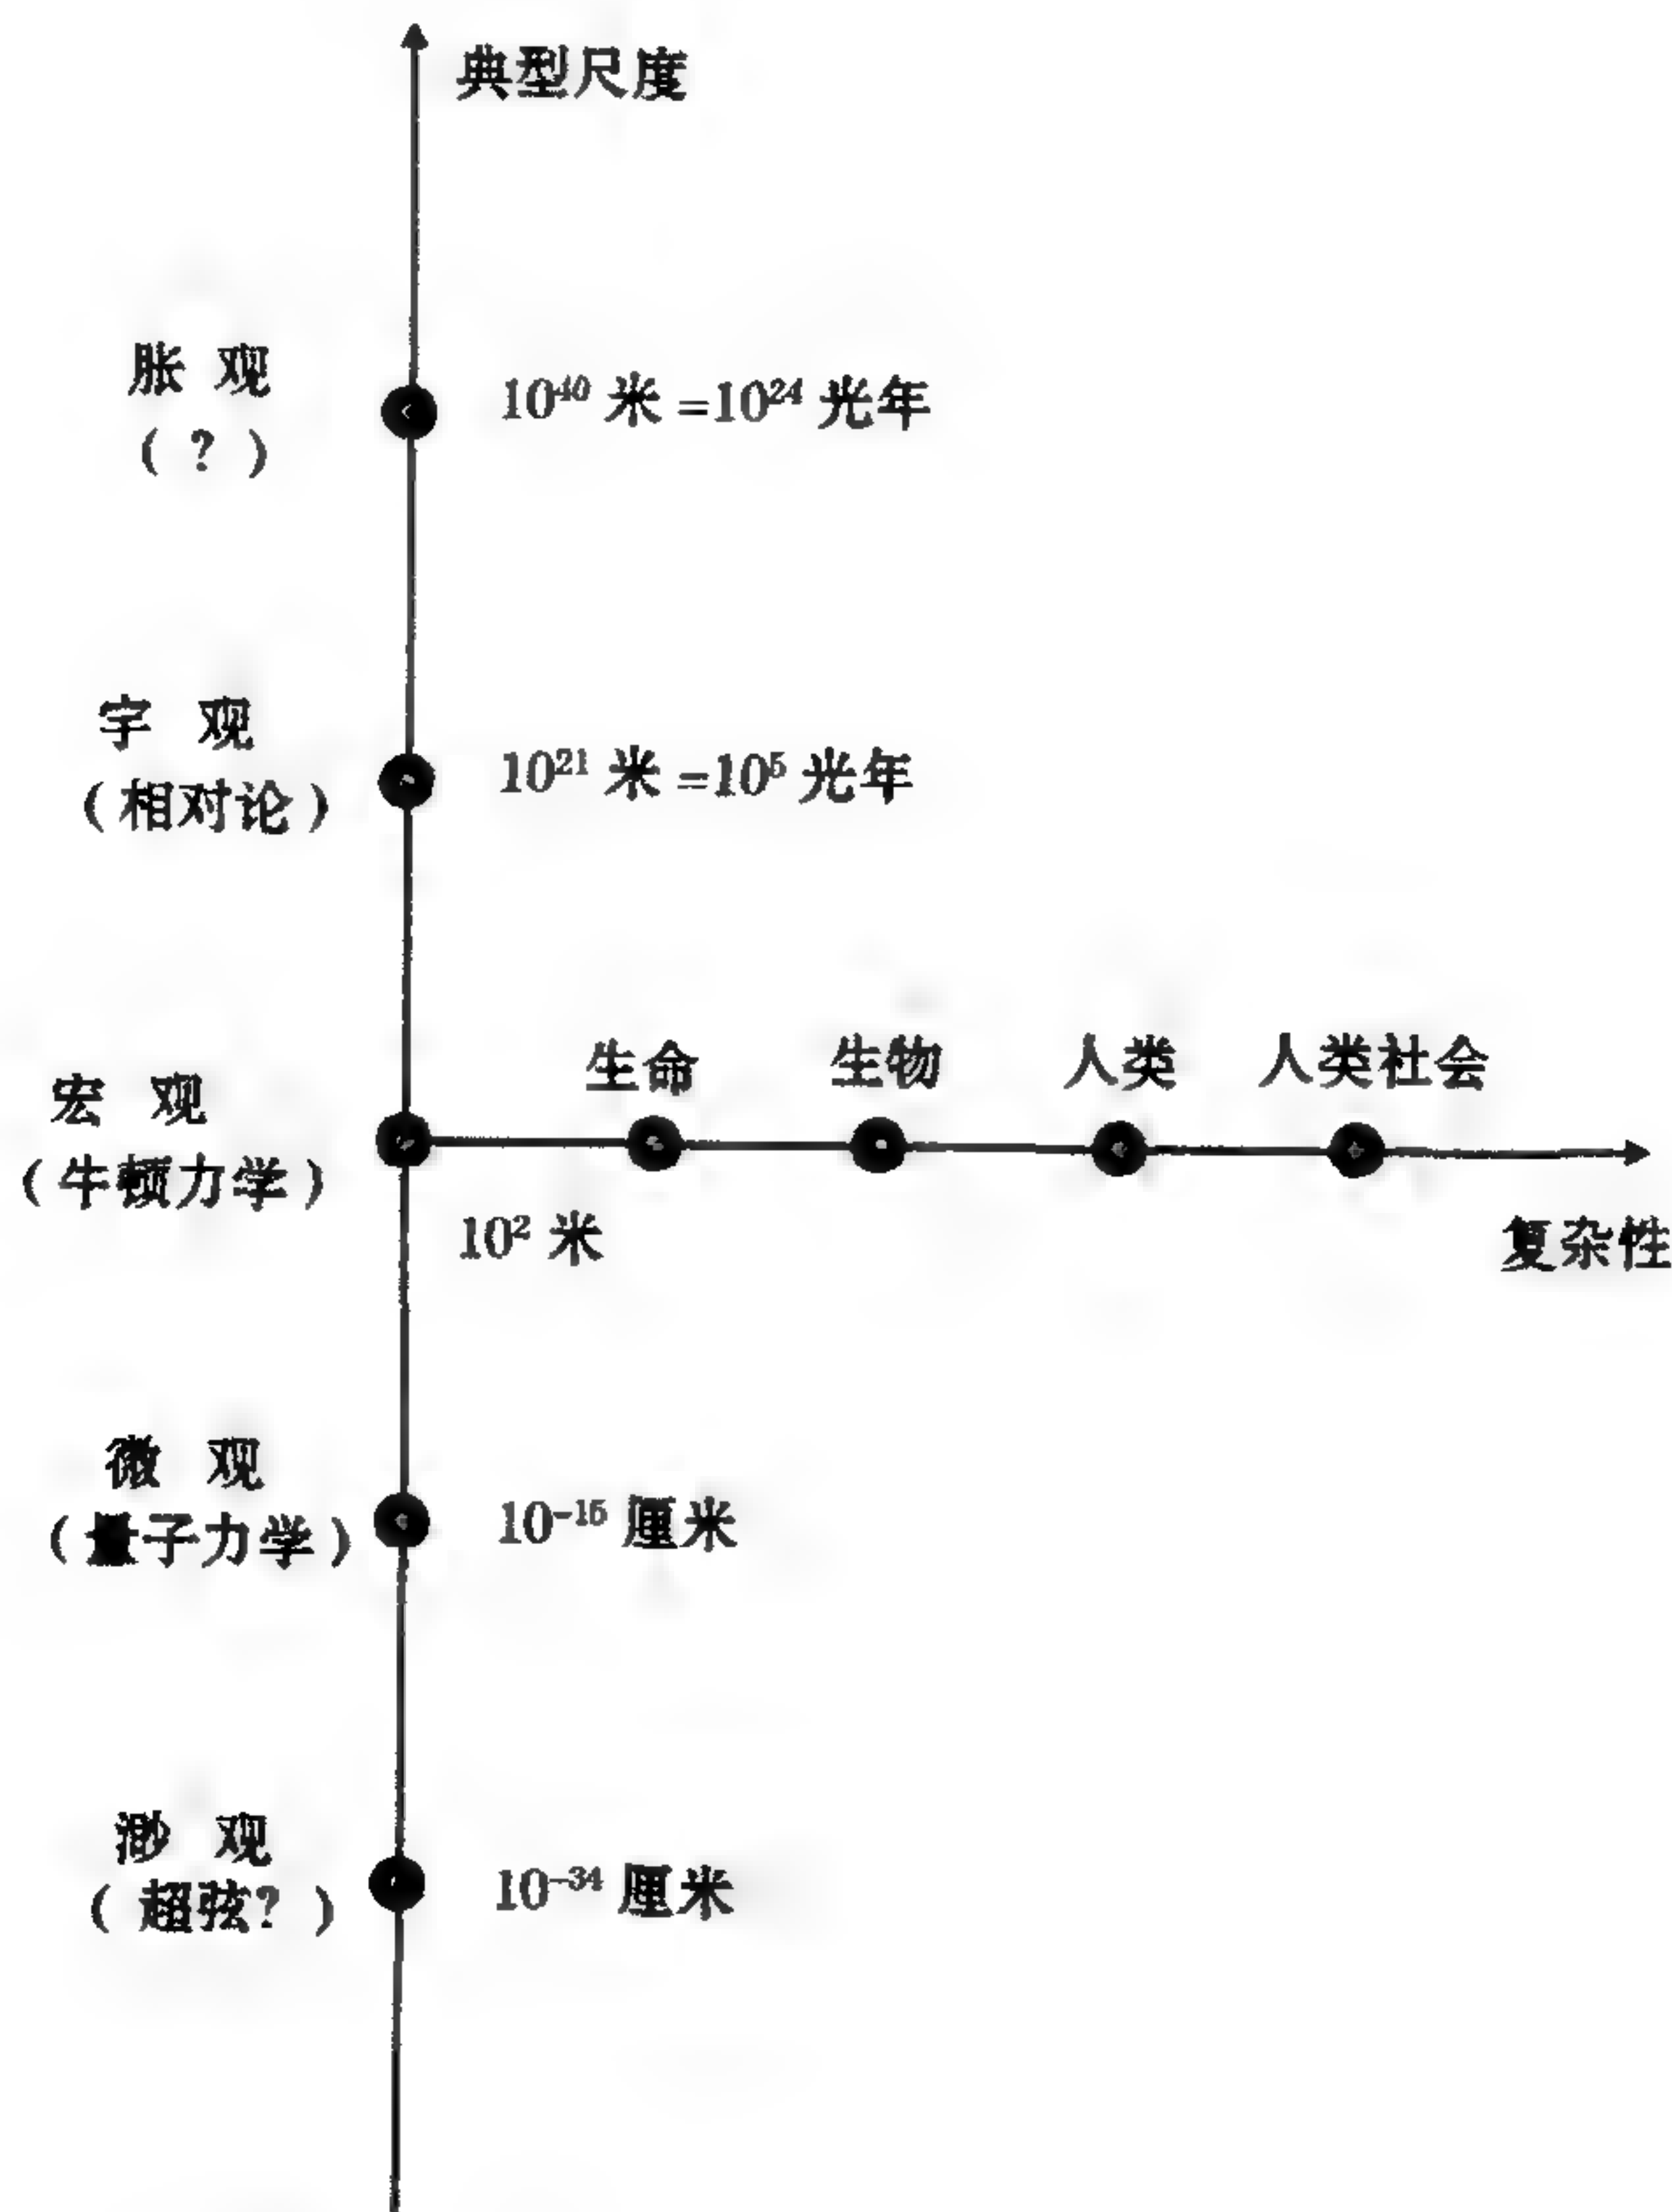 典型尺度
胀 观
( ? )
10⁴⁰ 米 =10²⁴ 光年
宇 观
( 相对论 )
10²¹ 米 =10⁵ 光年
宏 观
( 牛顿力学 )
生命
生物
人类
人类社会
10² 米
复杂性
微 观
( 量子力学 )
10⁻¹⁵ 厘米
渺 观
( 超弦? )
10⁻³⁴ 厘米